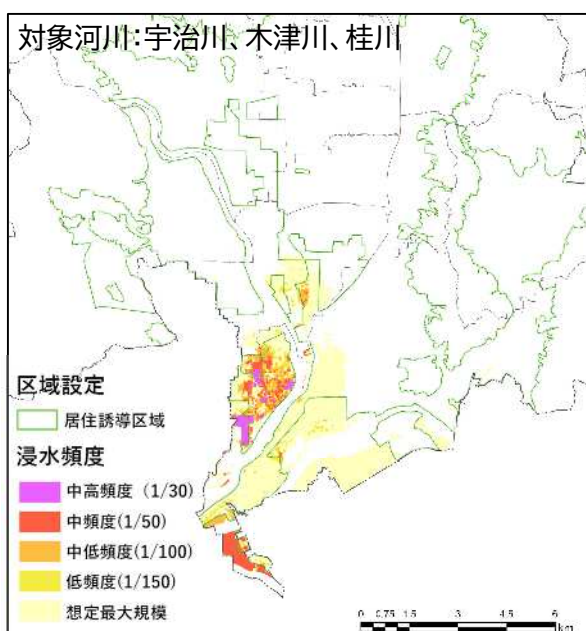 対象河川：宇治川、木津川、桂川
区域設定
居住誘導区域
浸水頻度
中高頻度（1/30）
中頻度(1/50)
中低頻度(1/100)
低頻度(1/150)
想定最大規模
0 0.75 1.5 3 4.5 6
km